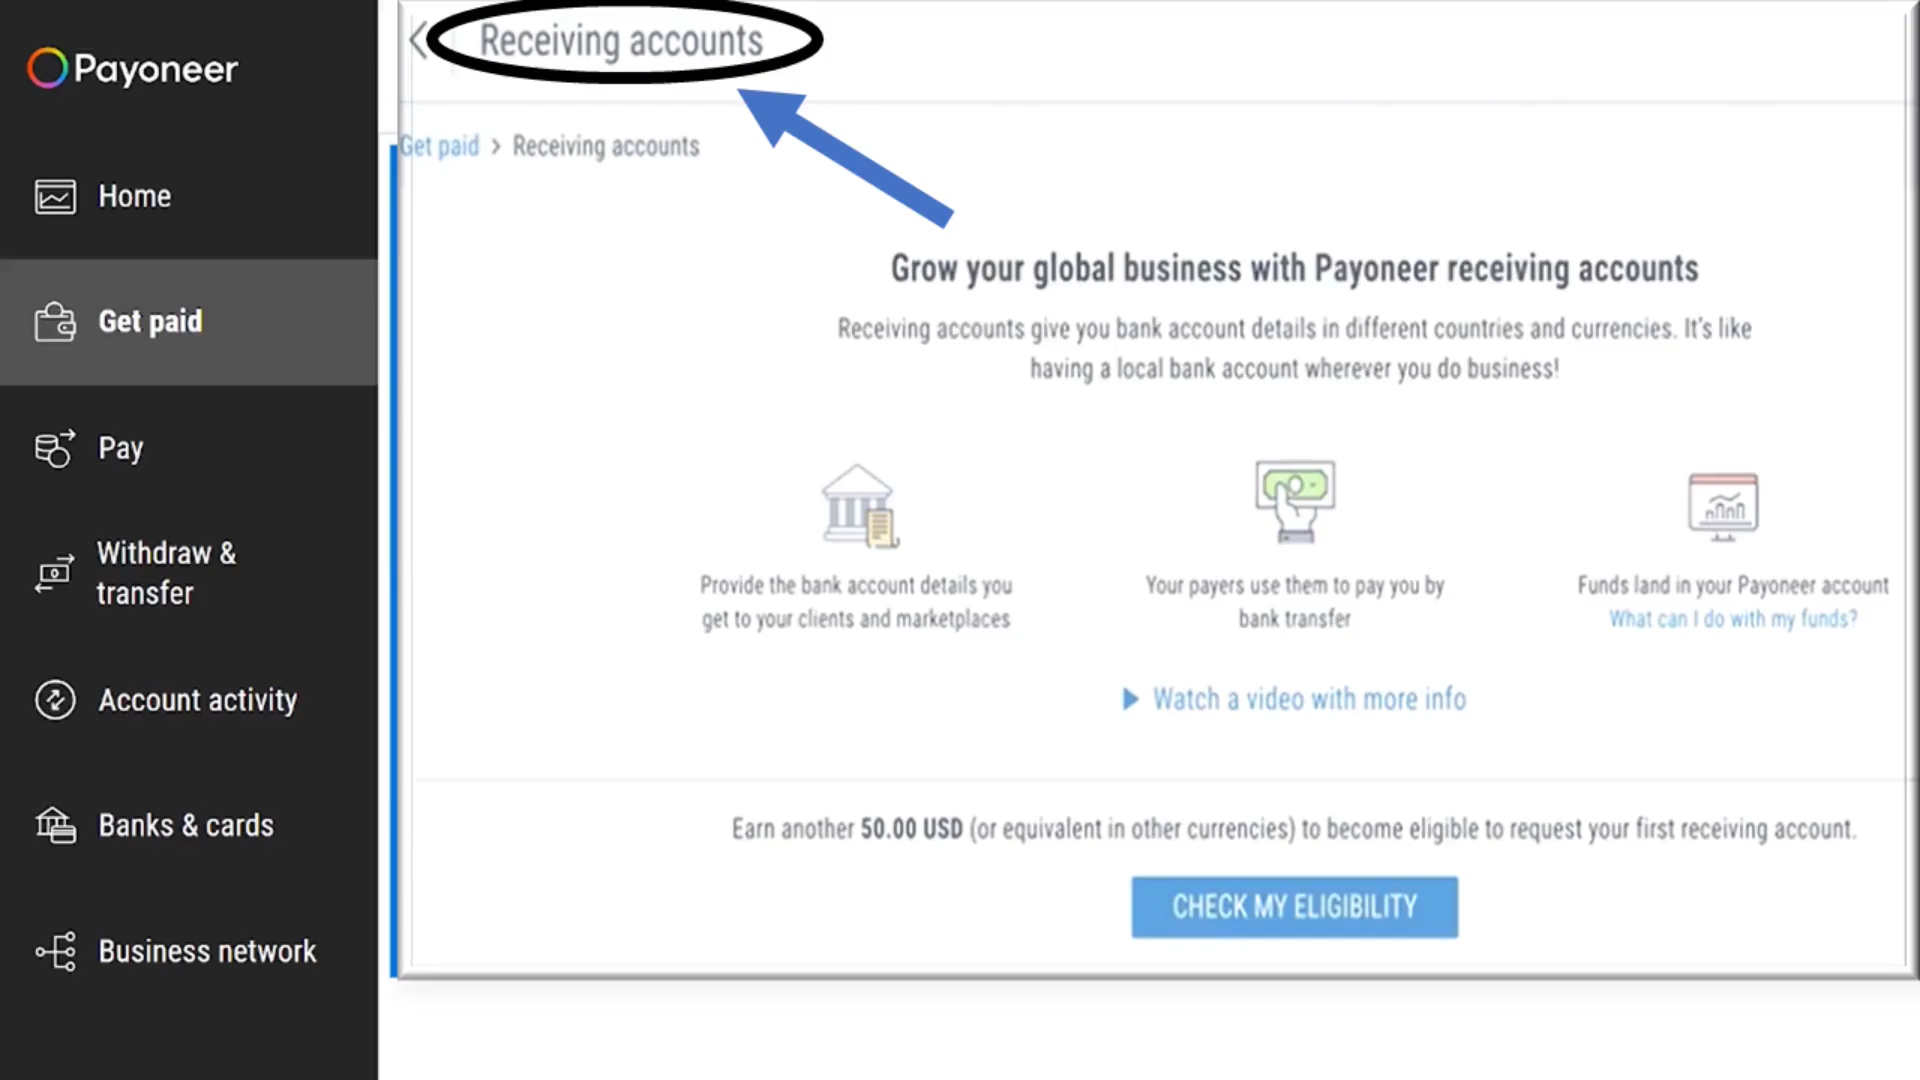 Payoneer
Home
Get paid
Pay
Withdraw &
transfer
Account activity
Banks & cards
Business network
Receiving accounts
Get paid > Receiving accounts
Grow your global business with Payoneer receiving accounts
Receiving accounts give you bank account details in different countries and currencies. It's like
having a local bank account wherever you do business!
Provide the bank account details you
get to your clients and marketplaces
Your payers use them to pay you by
bank transfer
Funds land in your Payoneer account
What can I do with my funds?
Watch a video with more info
Earn another 50.00 USD (or equivalent in other currencies) to become eligible to request your first receiving account.
CHECK MY ELIGIBILITY